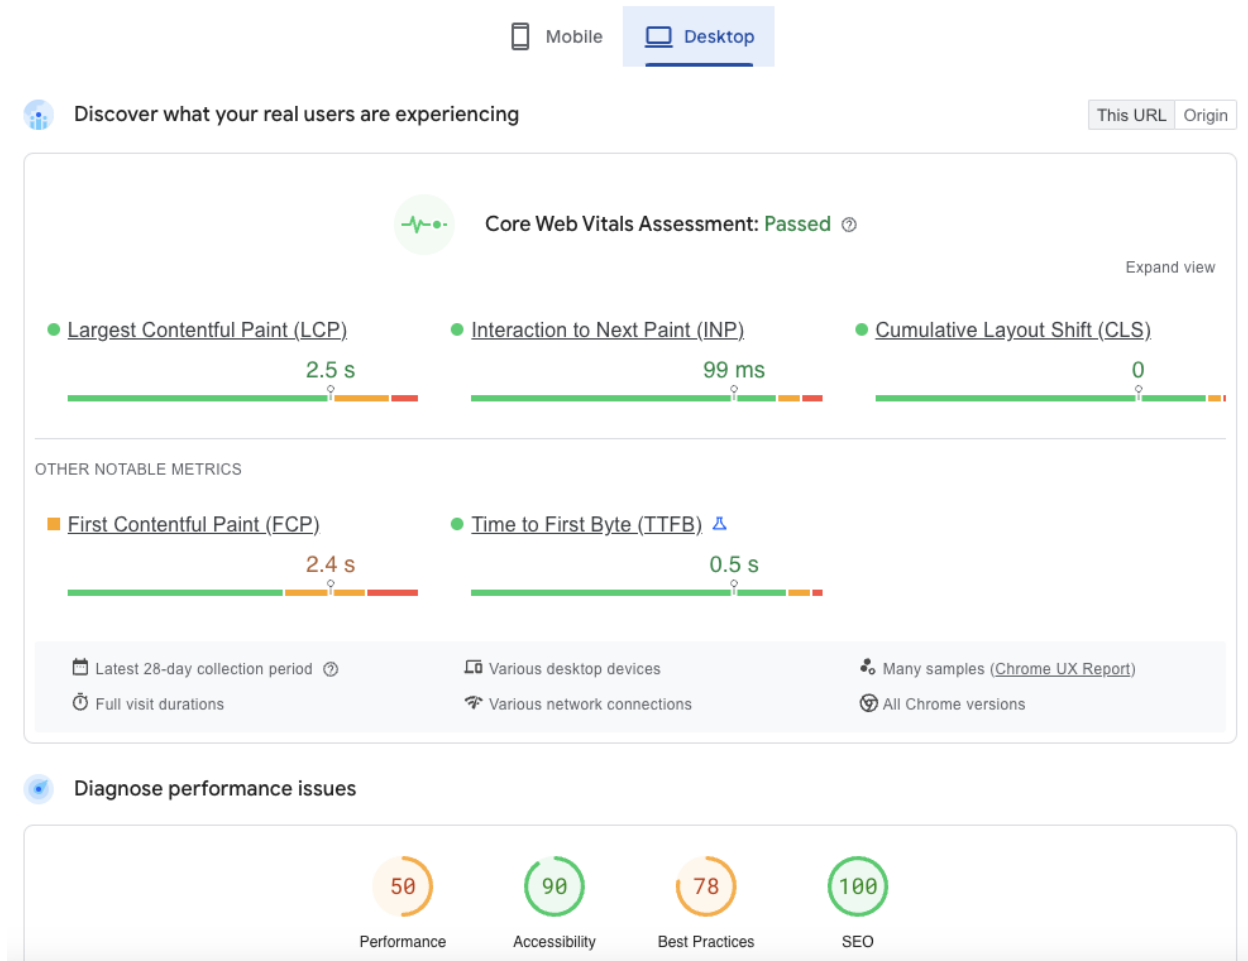 Mobile
Desktop
Discover what your real users are experiencing
This URL
Origin
Core Web Vitals Assessment: Passed
Expand view
Largest Contentful Paint (LCP)
2.5 s
Interaction to Next Paint (INP)
99 ms
Cumulative Layout Shift (CLS)
0
OTHER NOTABLE METRICS
First Contentful Paint (FCP)
2.4 s
Time to First Byte (TTFB)
0.5 s
Latest 28-day collection period
Various desktop devices
Many samples (Chrome UX Report)
Full visit durations
Various network connections
All Chrome versions
Diagnose performance issues
50
Performance
90
Accessibility
78
Best Practices
100
SEO